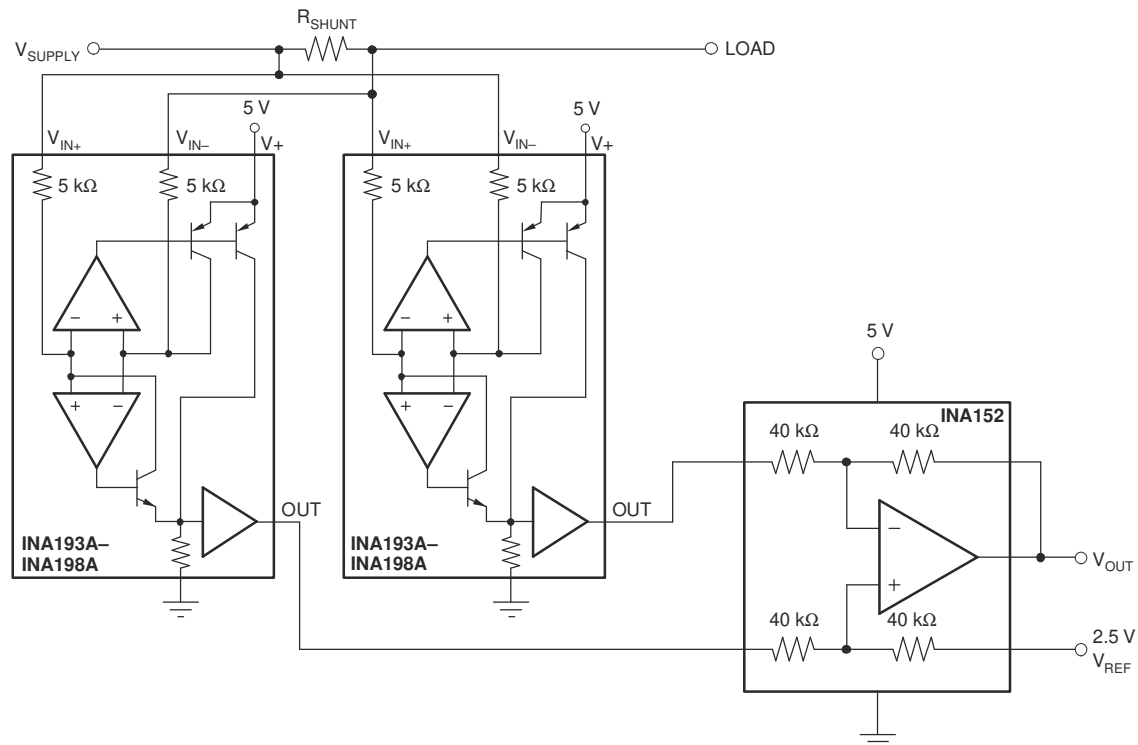 R_SHUNT
V_SUPPLY
LOAD
5 V
5 V
V_IN+
V_IN–
V+
V_IN+
V_IN–
V+
5 kΩ
5 kΩ
5 kΩ
5 kΩ
– +
– +
5 V
+ –
+ –
INA152
40 kΩ
40 kΩ
OUT
OUT
INA193A–
INA198A
INA193A–
INA198A
–
+
V_OUT
40 kΩ
40 kΩ
2.5 V
V_REF